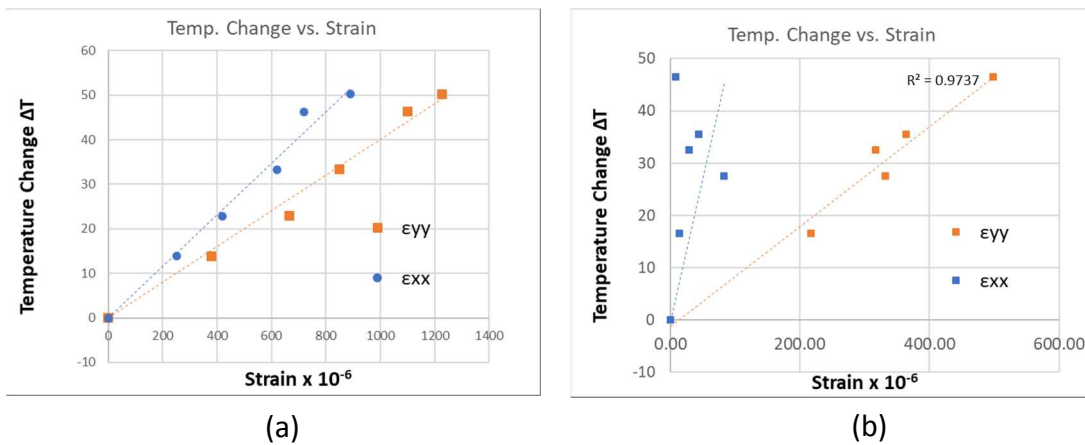 Temp. Change vs. Strain
Temperature Change ΔT
60
50
40
30
20
10
0
-10
0
200
400
600
800
1000
1200
1400
εyy
εxx
Strain x 10⁻⁶
(a)
Temp. Change vs. Strain
Temperature Change ΔT
50
40
30
20
10
0
-10
0.00
200.00
400.00
600.00
R² = 0.9737
εyy
εxx
Strain x 10⁻⁶
(b)